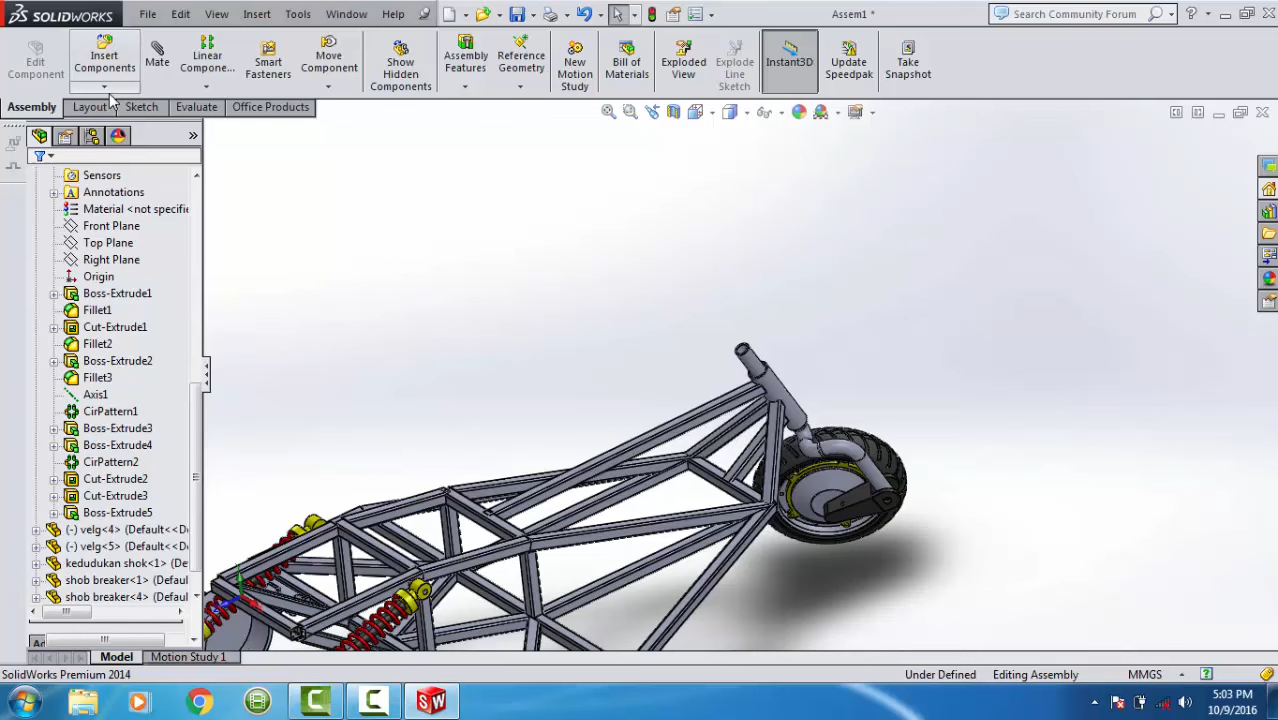 SOLIDWORKS File Edit View Insert Tools Window Help Assem1 * Search Community Forum
Edit Component Insert Components Mate Linear Compone... Smart Fasteners Move Component Show Hidden Components Assembly Features Reference Geometry New Motion Study Bill of Materials Exploded View Explode Line Sketch Instant3D Update Speedpak Take Snapshot
Assembly Layout Sketch Evaluate Office Products
Sensors
Annotations
Material <not specifie
Front Plane
Top Plane
Right Plane
Origin
Boss-Extrude1
Fillet1
Cut-Extrude1
Fillet2
Boss-Extrude2
Fillet3
Axis1
CirPattern1
Boss-Extrude3
Boss-Extrude4
CirPattern2
Cut-Extrude2
Cut-Extrude3
Boss-Extrude5
(-) velg<4> (Default<<D
(-) velg<5> (Default<<D
kedudukan shok<1> (De
shob breaker<1> (Defaul
shob breaker<4> (Defaul
Model Motion Study 1
SolidWorks Premium 2014 Under Defined Editing Assembly MMGS
5:03 PM
10/9/2016